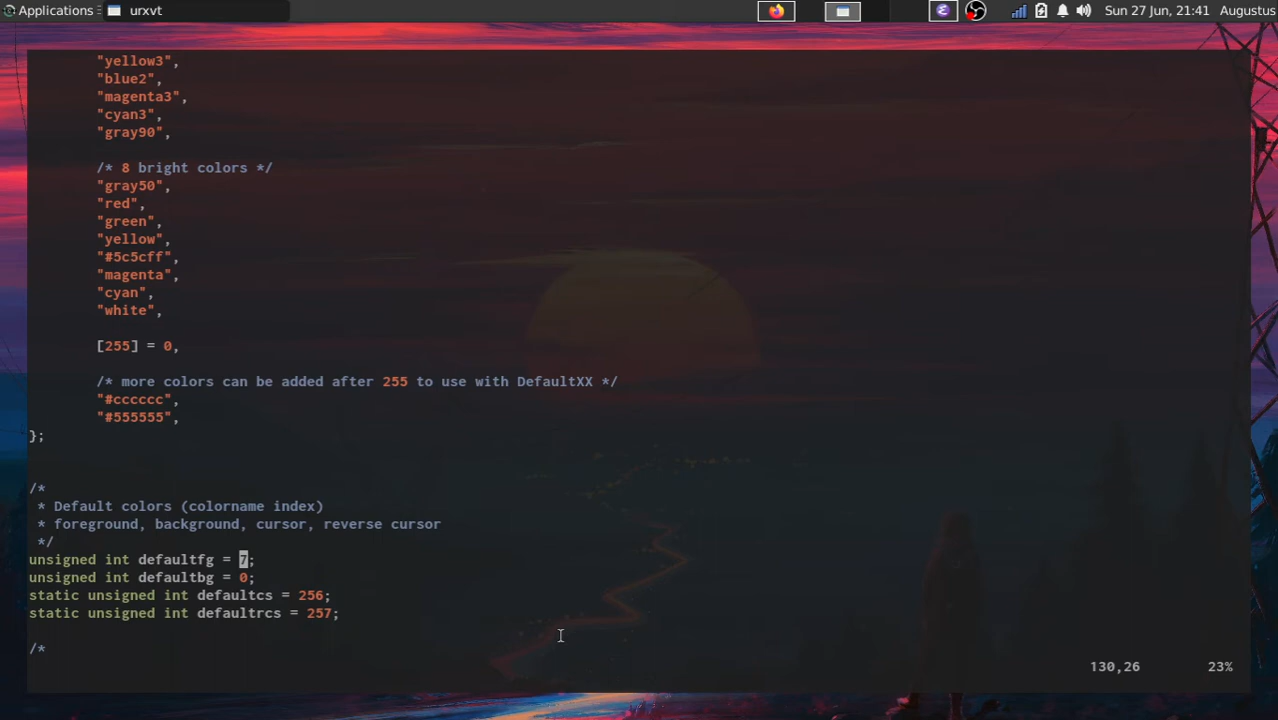 Applications urxvt Sun 27 Jun, 21:41 Augustus
"yellow3",
"blue2",
"magenta3",
"cyan3",
"gray90",
/* 8 bright colors */
"gray50",
"red",
"green",
"yellow",
"#5c5cff",
"magenta",
"cyan",
"white",
[255] = 0,
/* more colors can be added after 255 to use with DefaultXX */
"#cccccc",
"#555555",
};
/*
* Default colors (colorname index)
* foreground, background, cursor, reverse cursor
*/
unsigned int defaultfg = 7;
unsigned int defaultbg = 0;
static unsigned int defaultcs = 256;
static unsigned int defaultrcs = 257;
/*
130,26 23%